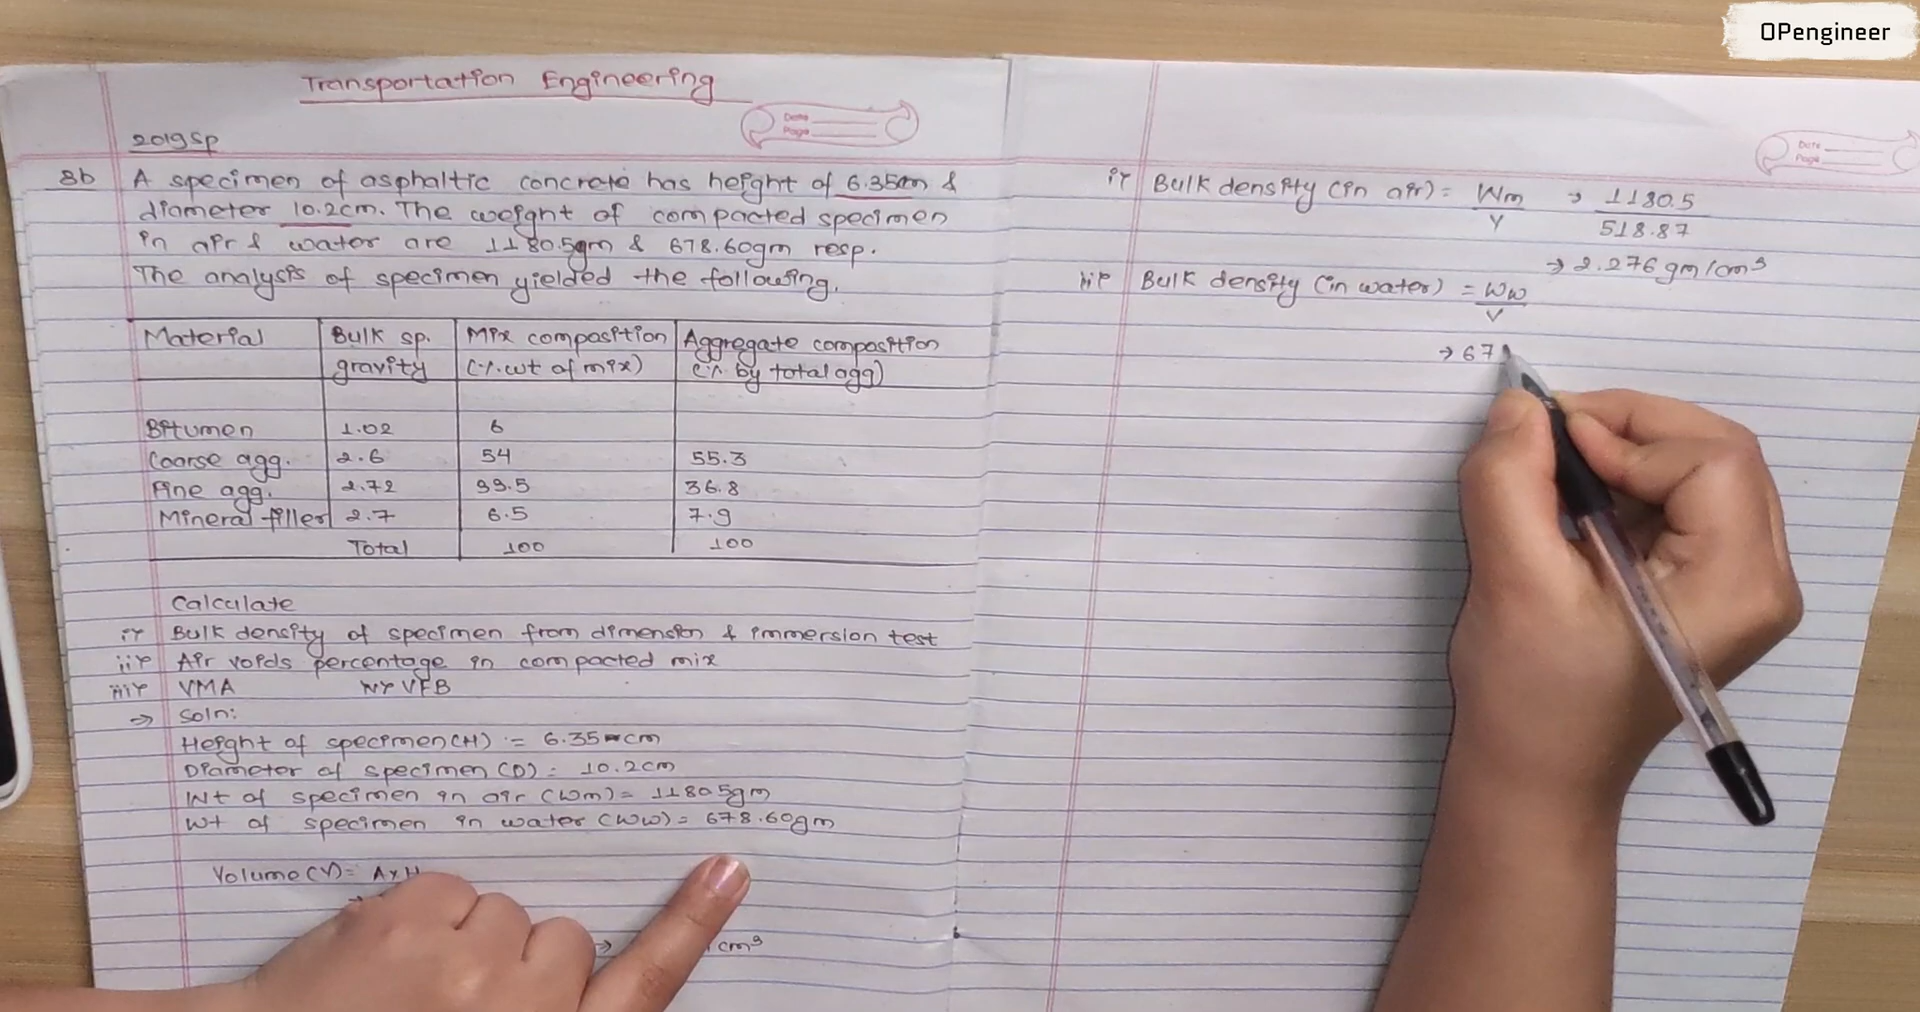 OPengineer
Transportation Engineering
Date
Page
2019sp
8b A specimen of asphaltic concrete has height of 6.35cm &
diameter 10.2cm. The weight of compacted specimen
in air & water are 1180.5gm & 678.60gm resp.
The analysis of specimen yielded the following.
Material Bulk sp. gravity Mix composition (% wt of mix) Aggregate composition (% by total agg)
Bitumen 1.02 6
Coarse agg. 2.6 54 55.3
Fine agg. 2.72 33.5 36.8
Mineral filler 2.7 6.5 7.9
Total 100 100
Calculate
i> Bulk density of specimen from dimension & immersion test
ii> Air voids percentage in compacted mix
iii> VMA iv> VFB
→ Soln:
Height of specimen (H) = 6.35 cm
Diameter of specimen (D) = 10.2cm
Wt of specimen in air (Wm) = 1180.5gm
Wt of specimen in water (Ww) = 678.60gm
Volume (V) = A×H
→ cm³
Date
Page
i> Bulk density (in air) = Wm/V → 1180.5/518.87
→ 2.276 gm/cm³
ii> Bulk density (in water) = Ww/V
→ 67